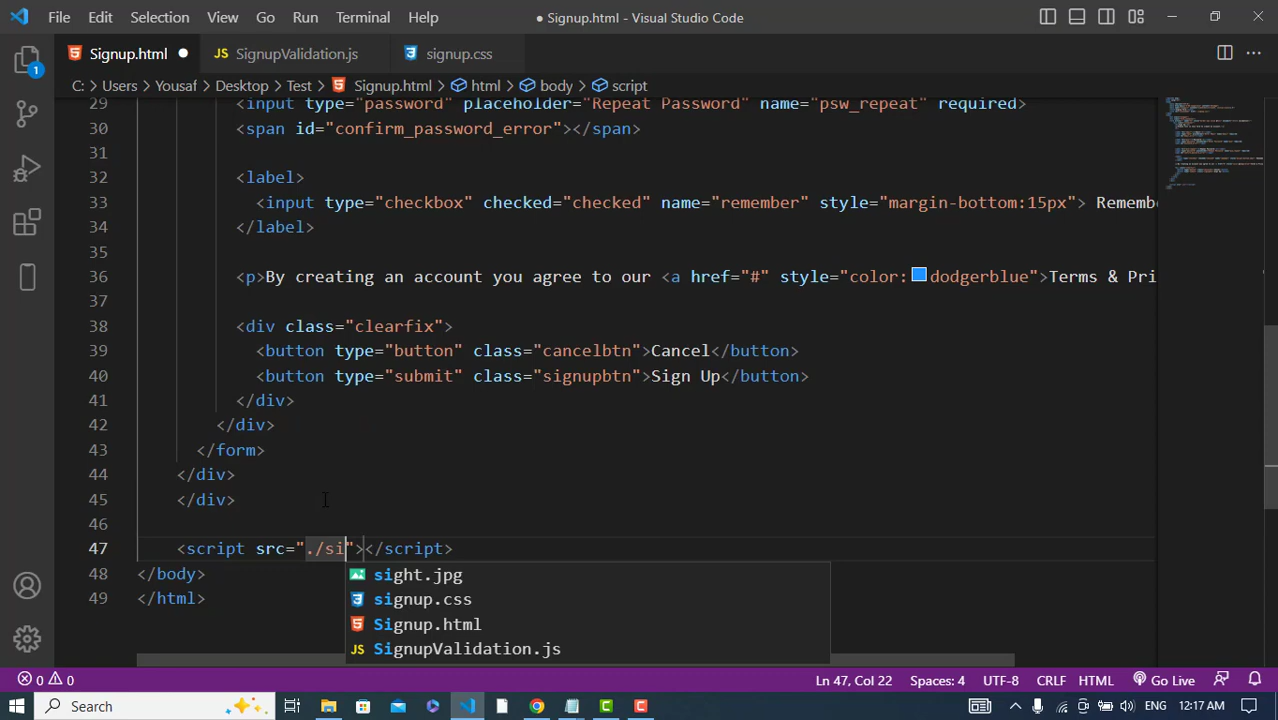 File Edit Selection View Go Run Terminal Help ● Signup.html - Visual Studio Code
Signup.html ● JS SignupValidation.js signup.css
C: > Users > Yousaf > Desktop > Test > Signup.html > html > body > script
29 <input type="password" placeholder="Repeat Password" name="psw_repeat" required>
30 <span id="confirm_password_error"></span>
31
32 <label>
33 <input type="checkbox" checked="checked" name="remember" style="margin-bottom:15px"> Rememb
34 </label>
35
36 <p>By creating an account you agree to our <a href="#" style="color:dodgerblue">Terms & Pri
37
38 <div class="clearfix">
39 <button type="button" class="cancelbtn">Cancel</button>
40 <button type="submit" class="signupbtn">Sign Up</button>
41 </div>
42 </div>
43 </form>
44 </div>
45 </div>
46
47 <script src="./si"></script>
sight.jpg
48 </body>
signup.css
49 </html>
Signup.html
JS SignupValidation.js
1
0 0 Ln 47, Col 22 Spaces: 4 UTF-8 CRLF HTML Go Live
Search ENG 12:17 AM